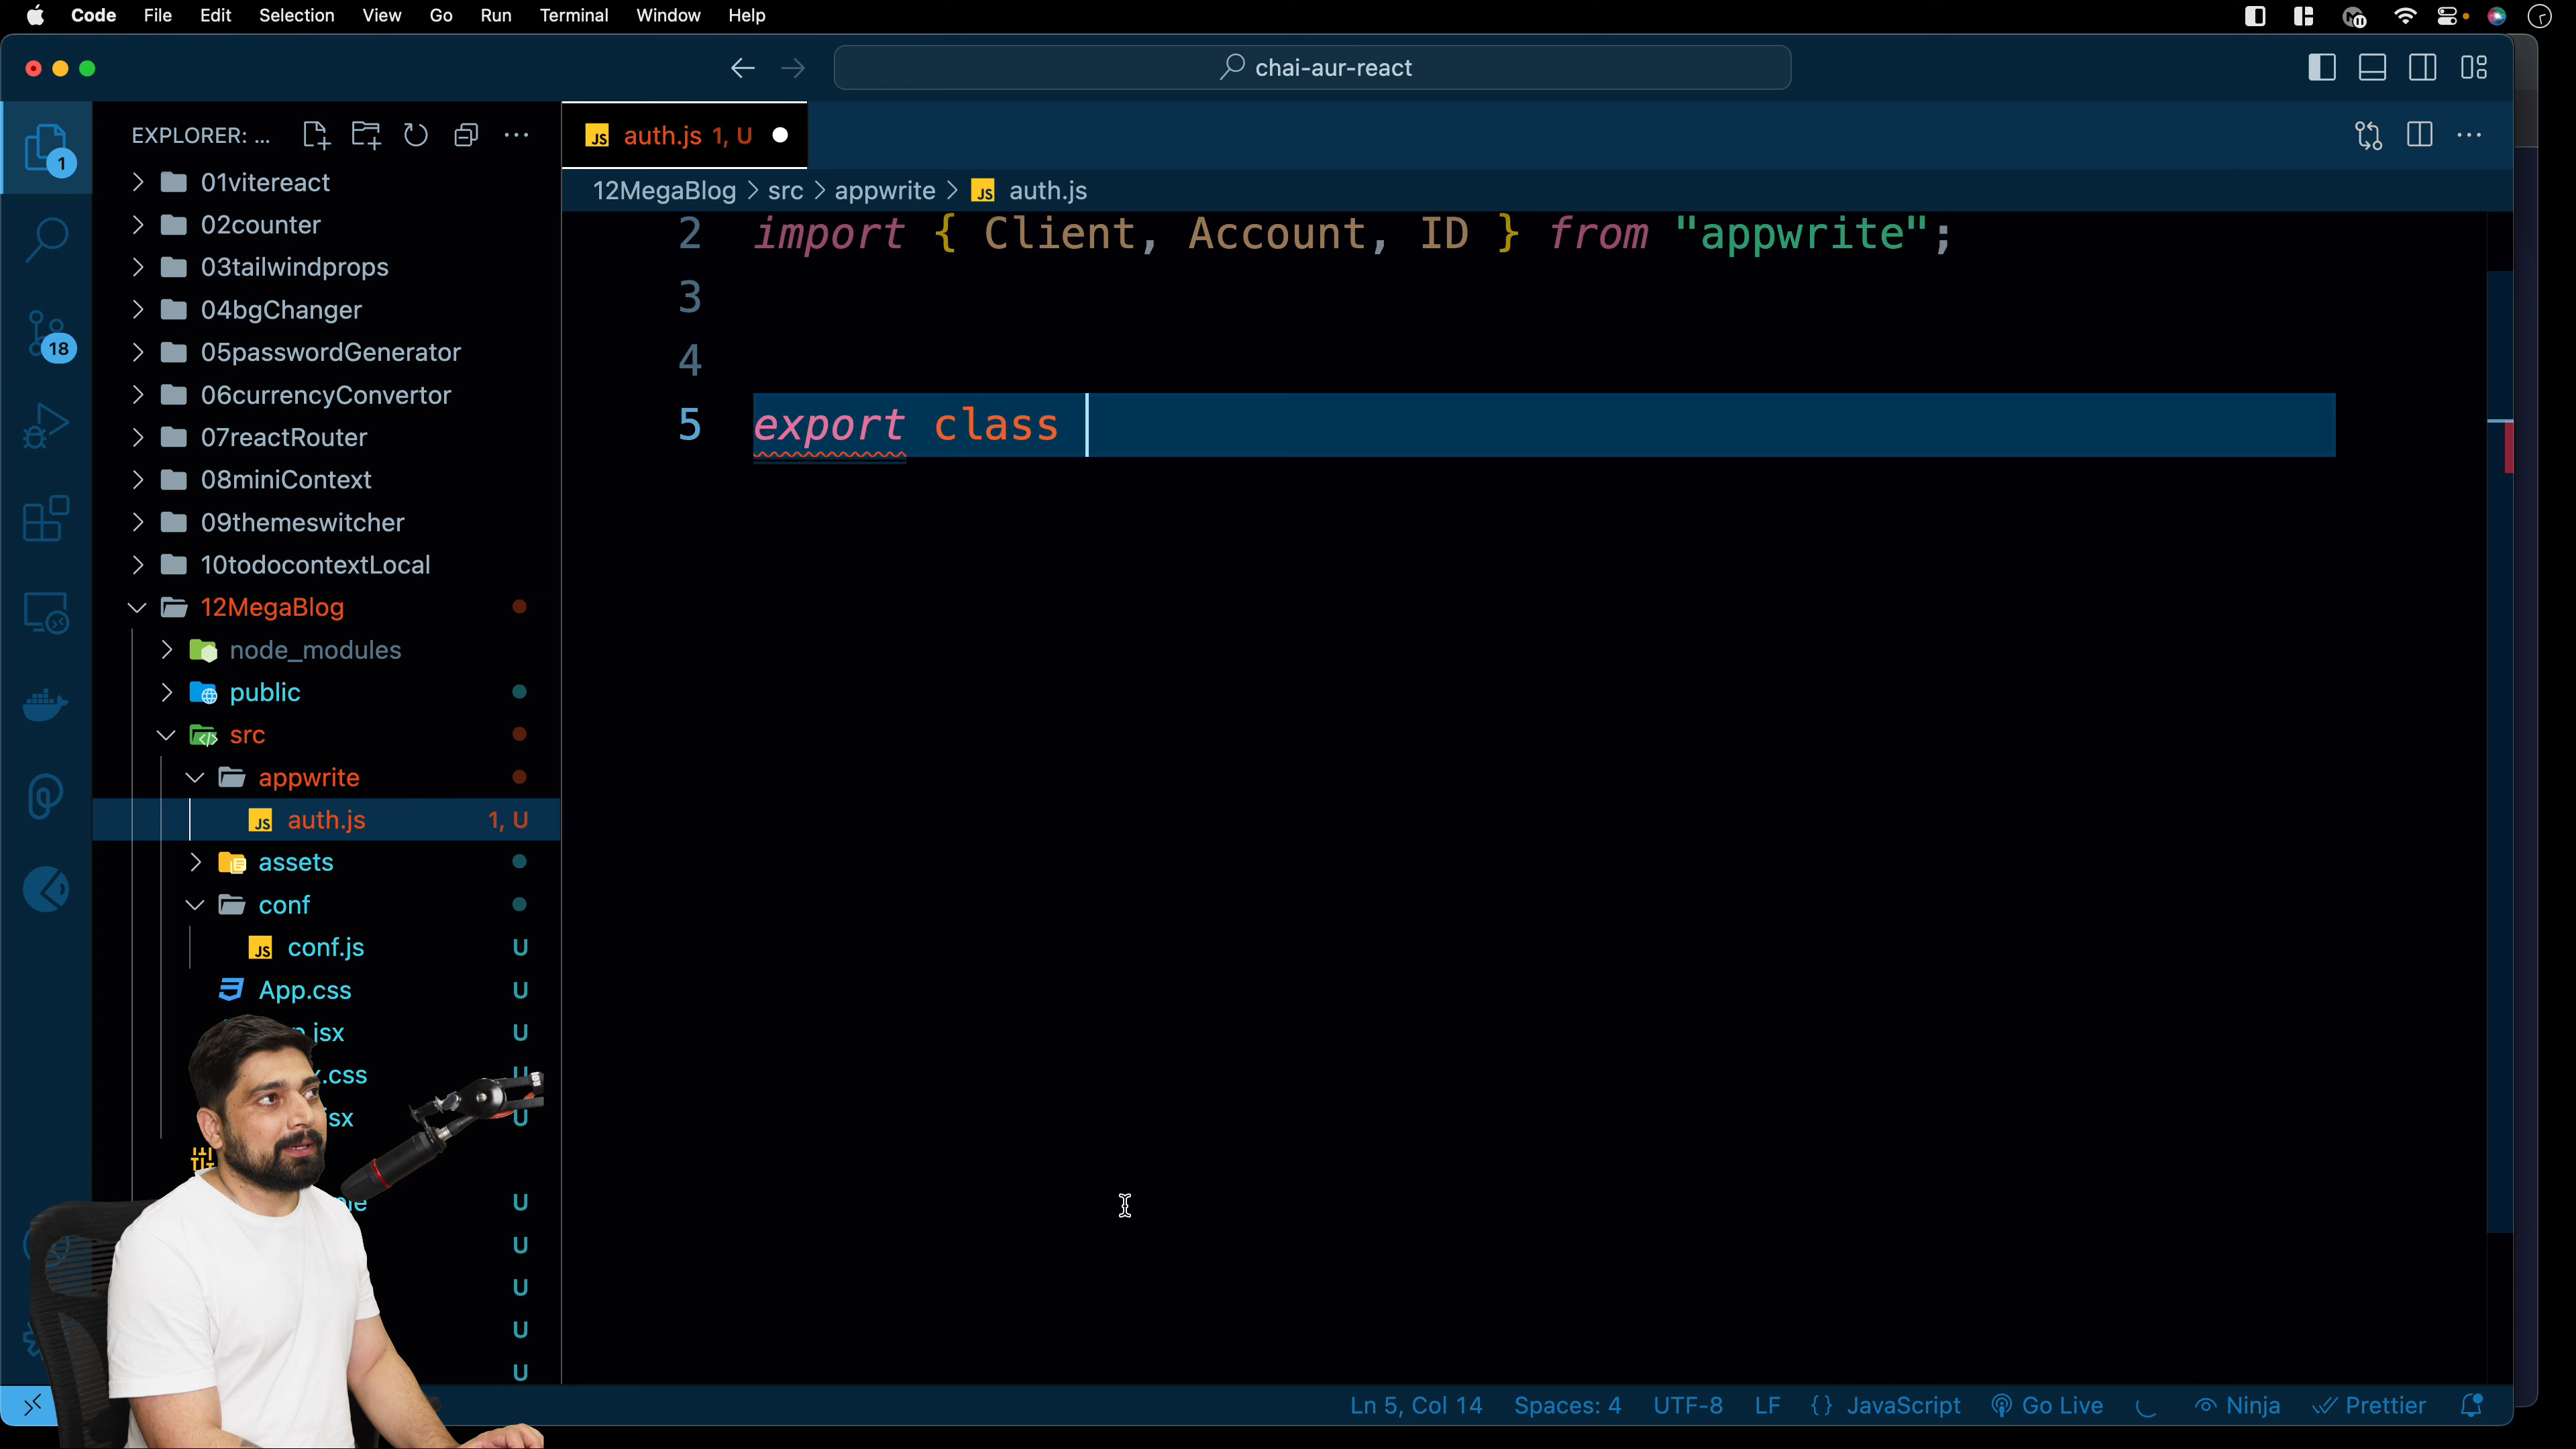 Code File Edit Selection View Go Run Terminal Window Help
chai-aur-react
EXPLORER: ...
01vitereact
02counter
03tailwindprops
04bgChanger
05passwordGenerator
06currencyConvertor
07reactRouter
08miniContext
09themeswitcher
10todocontextLocal
12MegaBlog
node_modules
public
src
appwrite
auth.js 1, U
assets
conf
conf.js U
App.css U
.jsx U
.css U
U
U
U
U
U
U
1
18
auth.js 1, U
12MegaBlog > src > appwrite > JS auth.js
2 import { Client, Account, ID } from "appwrite";
3
4
5 export class
Ln 5, Col 14 Spaces: 4 UTF-8 LF {} JavaScript Go Live Ninja Prettier